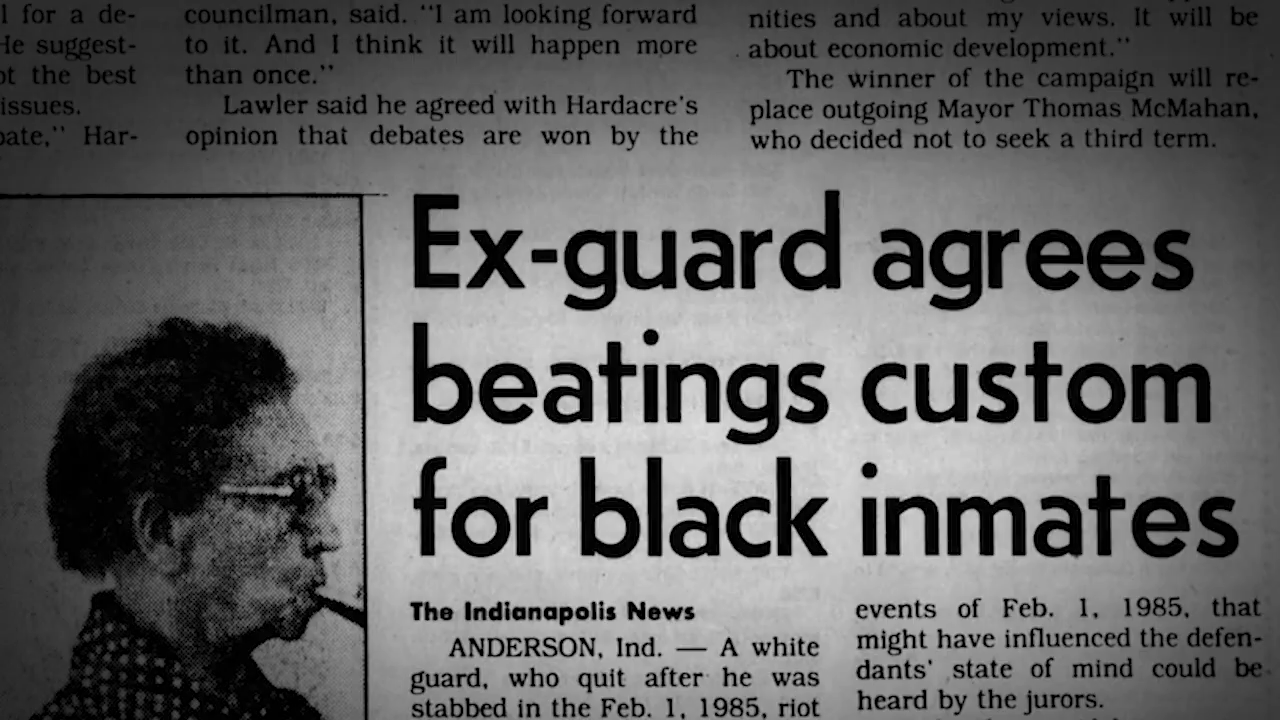 l for a de-
He suggest-
ot the best
issues.
bate," Har-
councilman, said. "I am looking forward
to it. And I think it will happen more
than once."
Lawler said he agreed with Hardacre's
opinion that debates are won by the
nities and about my views. It will be
about economic development."
The winner of the campaign will re-
place outgoing Mayor Thomas McMahan,
who decided not to seek a third term.
Ex-guard agrees
beatings custom
for black inmates
The Indianapolis News
ANDERSON, Ind. — A white
guard, who quit after he was
stabbed in the Feb. 1, 1985, riot
events of Feb. 1, 1985, that
might have influenced the defen-
dants' state of mind could be
heard by the jurors.